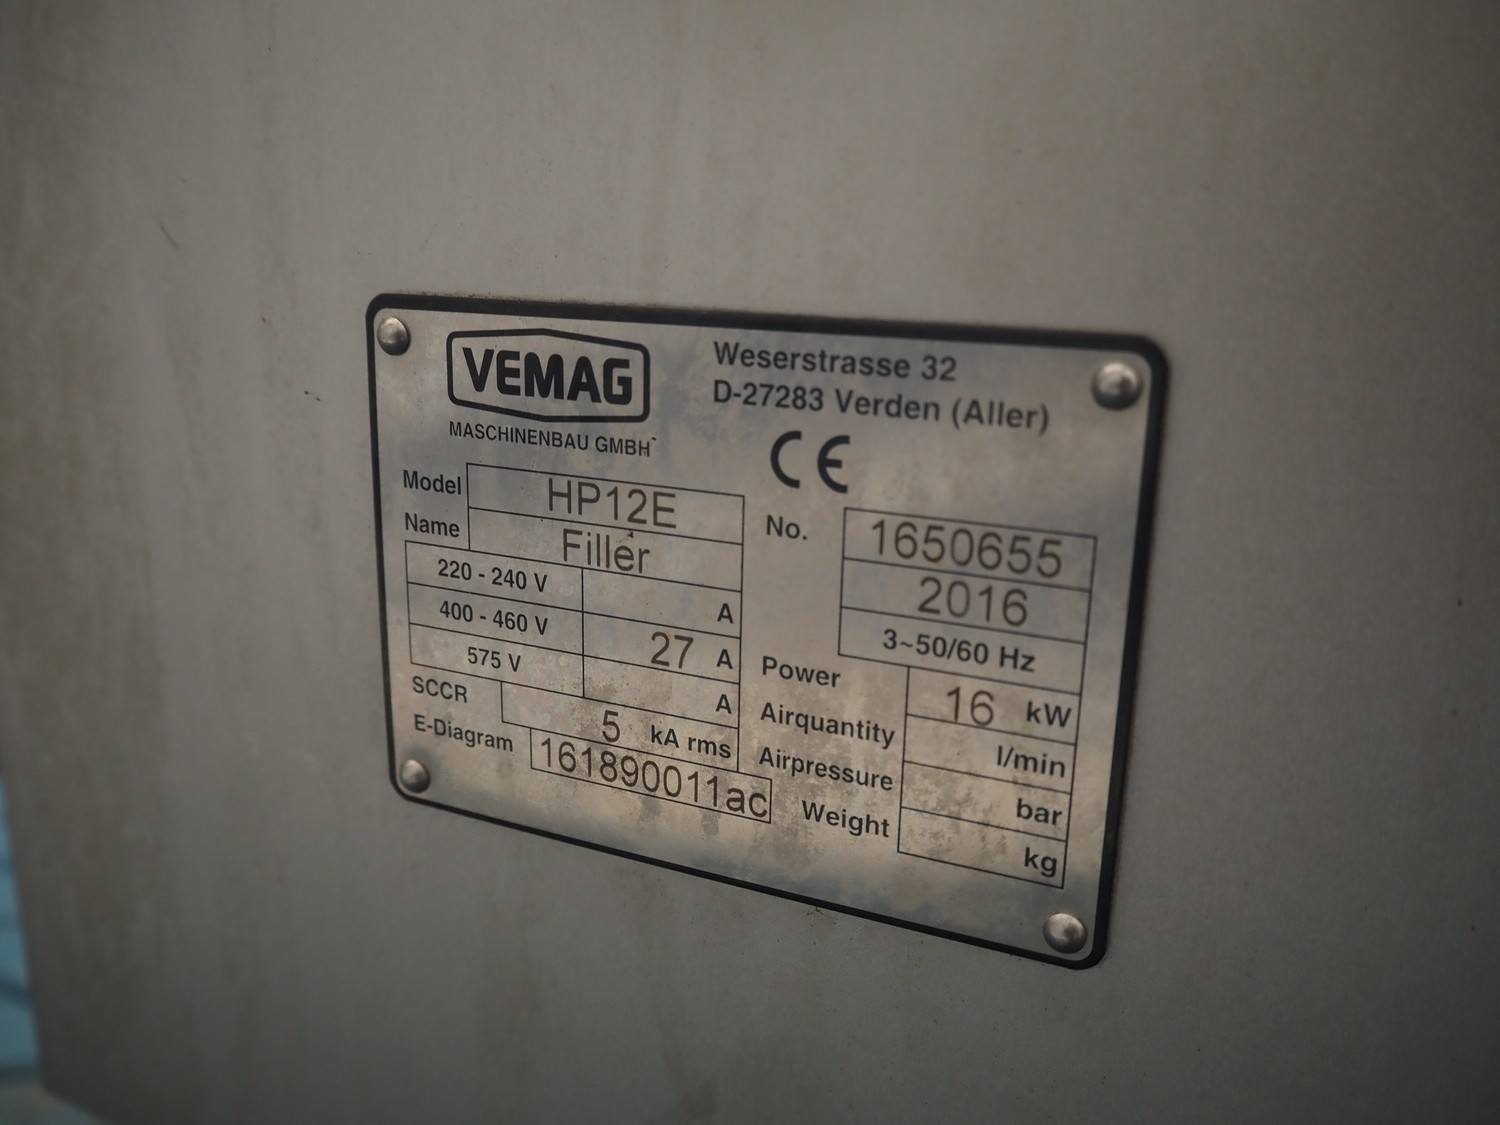 VEMAG
MASCHINENBAU GMBH
Weserstrasse 32
D-27283 Verden (Aller)
CE
Model HP12E
Name Filler
220 - 240 V A
400 - 460 V 27 A
575 V A
SCCR 5 kA rms
E-Diagram 161890011ac
No. 1650655
2016
3~50/60 Hz
Power 16 kW
Airquantity l/min
Airpressure bar
Weight kg